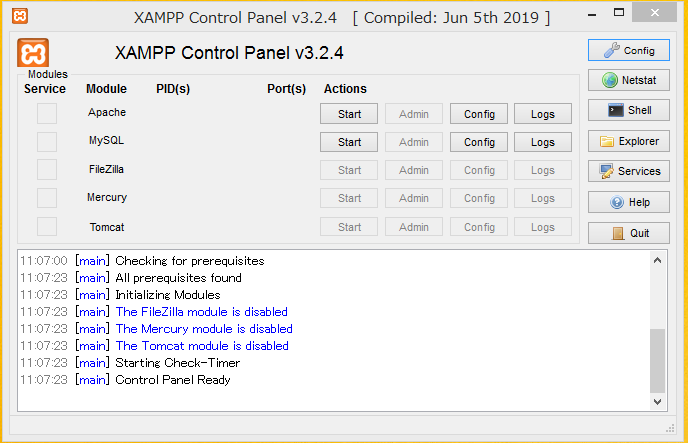 XAMPP Control Panel v3.2.4 [ Compiled: Jun 5th 2019 ]
XAMPP Control Panel v3.2.4
Config
Modules
Service Module PID(s) Port(s) Actions
Netstat
Apache Start Admin Config Logs
Shell
MySQL Start Admin Config Logs
Explorer
FileZilla Start Admin Config Logs
Services
Mercury Start Admin Config Logs
Help
Tomcat Start Admin Config Logs
Quit
11:07:00 [main] Checking for prerequisites
11:07:23 [main] All prerequisites found
11:07:23 [main] Initializing Modules
11:07:23 [main] The FileZilla module is disabled
11:07:23 [main] The Mercury module is disabled
11:07:23 [main] The Tomcat module is disabled
11:07:23 [main] Starting Check-Timer
11:07:23 [main] Control Panel Ready